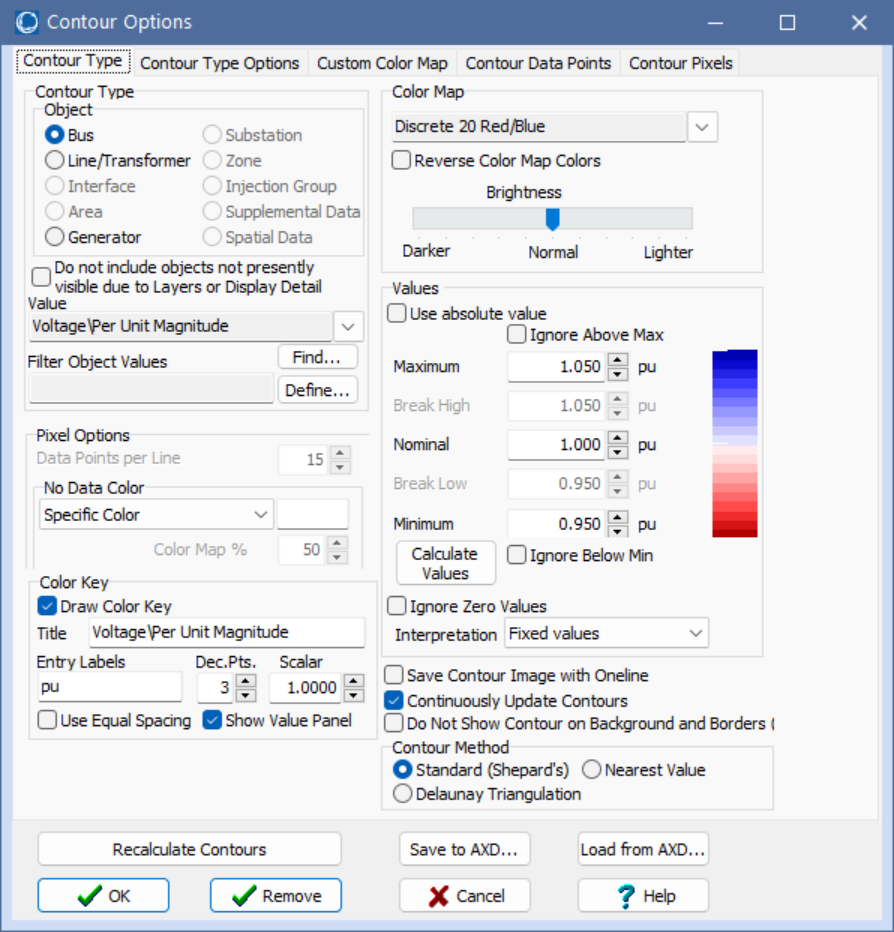 Contour Options
Contour Type Contour Type Options Custom Color Map Contour Data Points Contour Pixels
Contour Type
Object
Bus Substation
Line/Transformer Zone
Interface Injection Group
Area Supplemental Data
Generator Spatial Data
Do not include objects not presently
visible due to Layers or Display Detail
Value
Voltage\Per Unit Magnitude
Filter Object Values Find...
Define...
Pixel Options
Data Points per Line 15
No Data Color
Specific Color
Color Map % 50
Color Key
Draw Color Key
Title Voltage\Per Unit Magnitude
Entry Labels Dec.Pts. Scalar
pu 3 1.0000
Use Equal Spacing Show Value Panel
Color Map
Discrete 20 Red/Blue
Reverse Color Map Colors
Brightness
Darker Normal Lighter
Values
Use absolute value
Ignore Above Max
Maximum 1.050 pu
Break High 1.050 pu
Nominal 1.000 pu
Break Low 0.950 pu
Minimum 0.950 pu
Calculate
Values
Ignore Below Min
Ignore Zero Values
Interpretation Fixed values
Save Contour Image with Oneline
Continuously Update Contours
Do Not Show Contour on Background and Borders (
Contour Method
Standard (Shepard's) Nearest Value
Delaunay Triangulation
Recalculate Contours Save to AXD... Load from AXD...
OK Remove Cancel ? Help